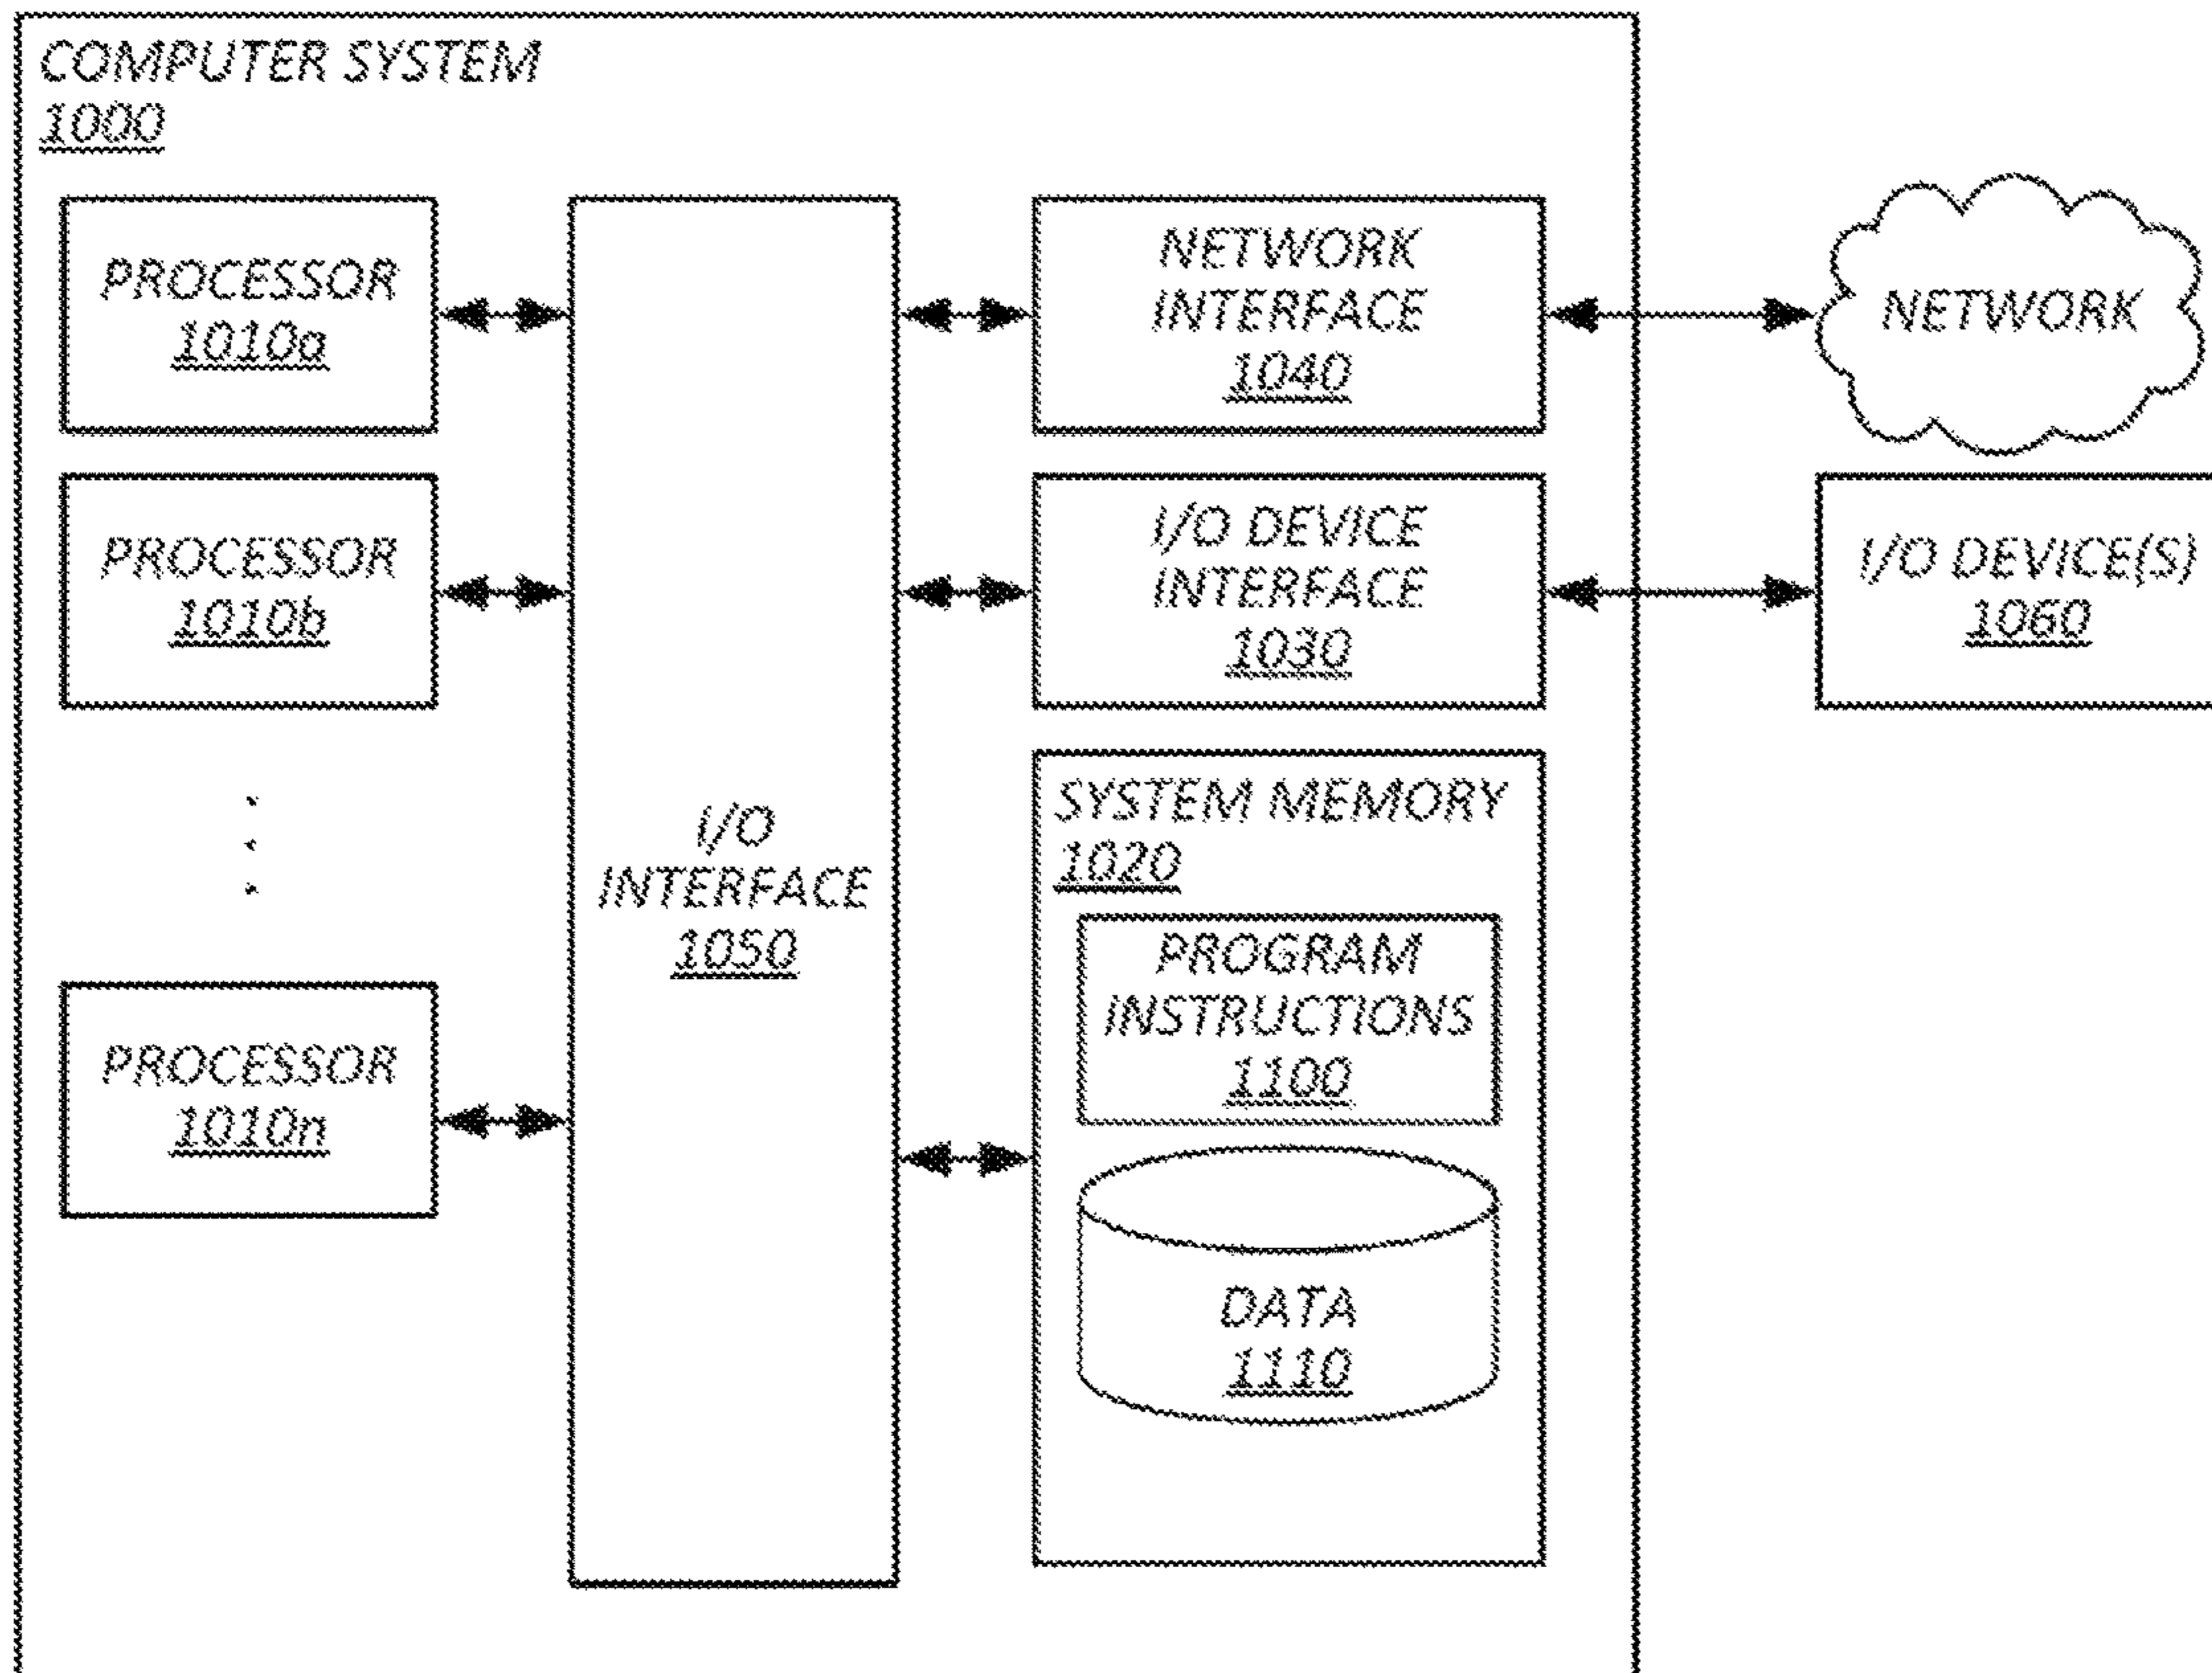 COMPUTER SYSTEM
1000
PROCESSOR
1010a
PROCESSOR
1010b
PROCESSOR
1010n
I/O
INTERFACE
1050
NETWORK
INTERFACE
1040
I/O DEVICE
INTERFACE
1030
SYSTEM MEMORY
1020
PROGRAM
INSTRUCTIONS
1100
DATA
1110
NETWORK
I/O DEVICE(S)
1060